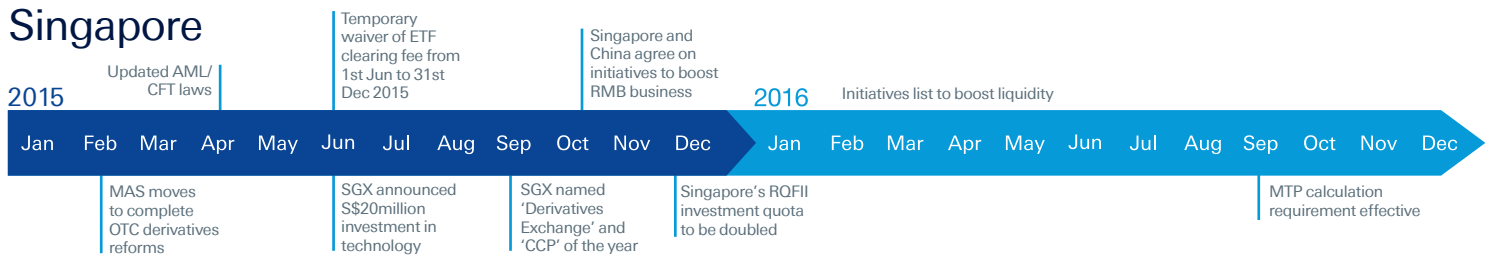 Singapore
Updated AML/
CFT laws
Temporary
waiver of ETF
clearing fee from
1st Jun to 31st
Dec 2015
Singapore and
China agree on
initiatives to boost
RMB business
2015
2016
Initiatives list to boost liquidity
Jan Feb Mar Apr May Jun Jul Aug Sep Oct Nov Dec Jan Feb Mar Apr May Jun Jul Aug Sep Oct Nov Dec
MAS moves
to complete
OTC derivatives
reforms
SGX announced
S$20million
investment in
technology
SGX named
‘Derivatives
Exchange’ and
‘CCP’ of the year
Singapore’s RQFII
investment quota
to be doubled
MTP calculation
requirement effective